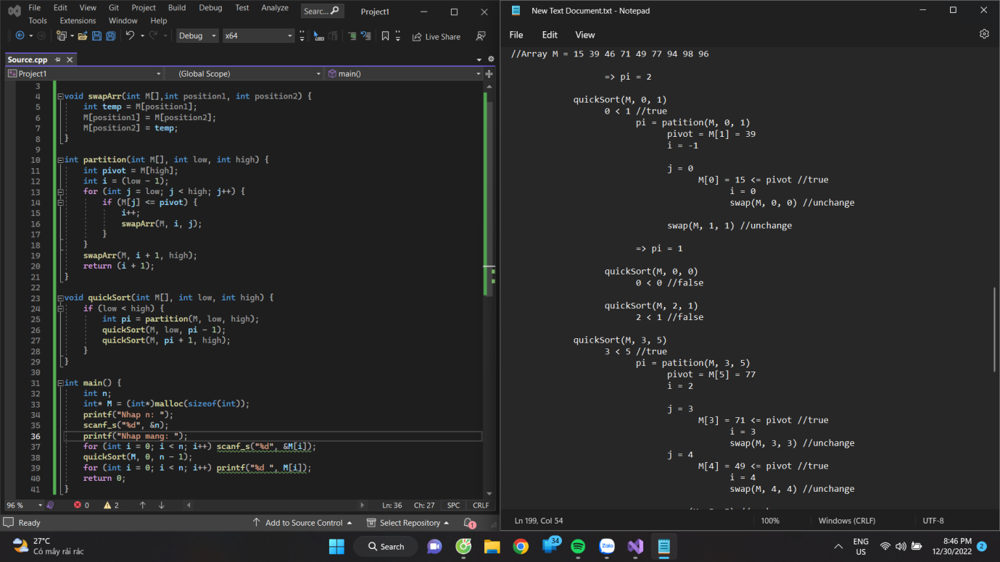 File Edit View Git Project Build Debug Test Analyze
Tools Extensions Window Help
Searc...
Project1
Debug x64 Live Share
Source.cpp
Project1 (Global Scope) main()
3
4 void swapArr(int M[],int position1, int position2) {
5 int temp = M[position1];
6 M[position1] = M[position2];
7 M[position2] = temp;
8 }
9
10 int partition(int M[], int low, int high) {
11 int pivot = M[high];
12 int i = (low - 1);
13 for (int j = low; j < high; j++) {
14 if (M[j] <= pivot) {
15 i++;
16 swapArr(M, i, j);
17 }
18 }
19 swapArr(M, i + 1, high);
20 return (i + 1);
21 }
22
23 void quickSort(int M[], int low, int high) {
24 if (low < high) {
25 int pi = partition(M, low, high);
26 quickSort(M, low, pi - 1);
27 quickSort(M, pi + 1, high);
28 }
29 }
30
31 int main() {
32 int n;
33 int* M = (int*)malloc(sizeof(int));
34 printf("Nhap n: ");
35 scanf_s("%d", &n);
36 printf("Nhap mang: ");
37 for (int i = 0; i < n; i++) scanf_s("%d", &M[i]);
38 quickSort(M, 0, n - 1);
39 for (int i = 0; i < n; i++) printf("%d ", M[i]);
40 return 0;
41 }
96 % 0 2 Ln: 36 Ch: 27 SPC CRLF
Ready Add to Source Control Select Repository 1
New Text Document.txt - Notepad
File Edit View
//Array M = 15 39 46 71 49 77 94 98 96
=> pi = 2
quickSort(M, 0, 1)
0 < 1 //true
pi = patition(M, 0, 1)
pivot = M[1] = 39
i = -1
j = 0
M[0] = 15 <= pivot //true
i = 0
swap(M, 0, 0) //unchange
swap(M, 1, 1) //unchange
=> pi = 1
quickSort(M, 0, 0)
0 < 0 //false
quickSort(M, 2, 1)
2 < 1 //false
quickSort(M, 3, 5)
3 < 5 //true
pi = patition(M, 3, 5)
pivot = M[5] = 77
i = 2
j = 3
M[3] = 71 <= pivot //true
i = 3
swap(M, 3, 3) //unchange
j = 4
M[4] = 49 <= pivot //true
i = 4
swap(M, 4, 4) //unchange
Ln 199, Col 54 100% Windows (CRLF) UTF-8
27°C
Có mây rải rác
Search
34
Zalo
ENG
US
8:46 PM
12/30/2022
2